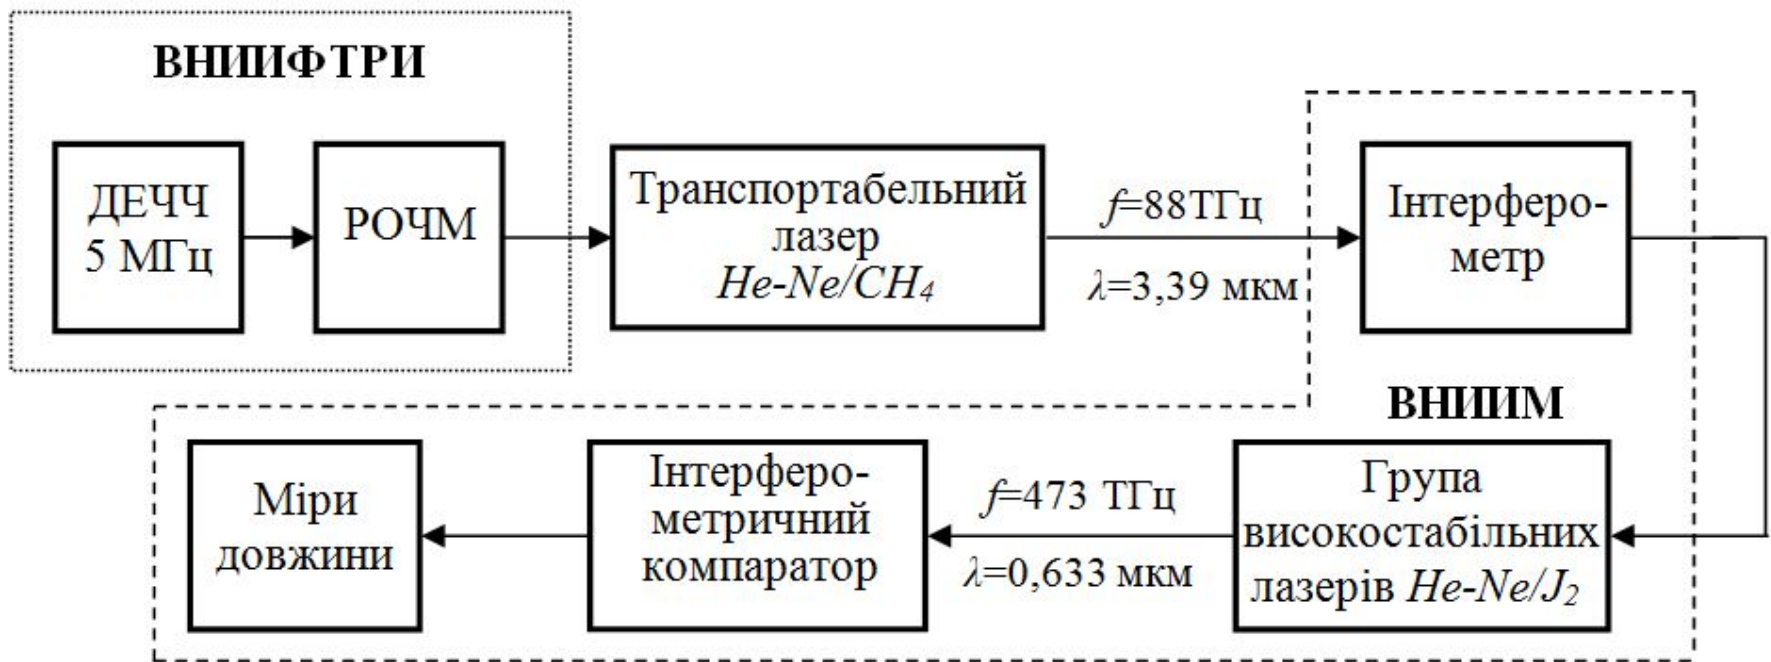 ВНИИФТРИ
ДЕЧЧ
5 МГц
РОЧМ
Транспортабельний
лазер
He-Ne/CH₄
f=88ТГц
λ=3,39 мкм
Інтерферо-
метр
ВНИИМ
Міри
довжини
Інтерферо-
метричний
компаратор
f=473 ТГц
λ=0,633 мкм
Група
високостабільних
лазерів He-Ne/J₂